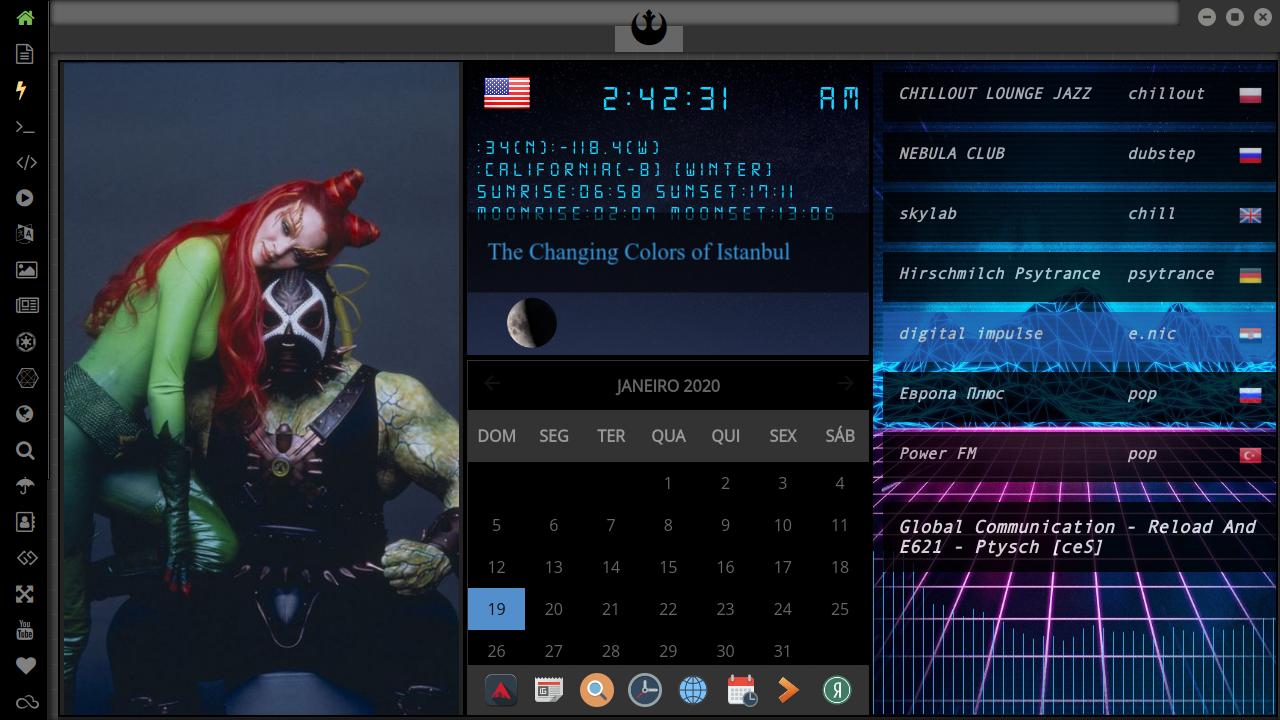 2:42:31 AM
:34(N):-118.4(W)
:CALIFORNIA(-8) (WINTER)
SUNRISE:06:58 SUNSET:17:11
MOONRISE:02:07 MOONSET:13:06
The Changing Colors of Istanbul
JANEIRO 2020
DOM SEG TER QUA QUI SEX SÁB
1 2 3 4
5 6 7 8 9 10 11
12 13 14 15 16 17 18
19 20 21 22 23 24 25
26 27 28 29 30 31
CHILLOUT LOUNGE JAZZ chillout
NEBULA CLUB dubstep
skylab chill
Hirschmilch Psytrance psytrance
digital impulse e.nic
Европа Плюс pop
Power FM pop
Global Communication - Reload And
E621 - Ptysch [ceS]
You
Tube
Я